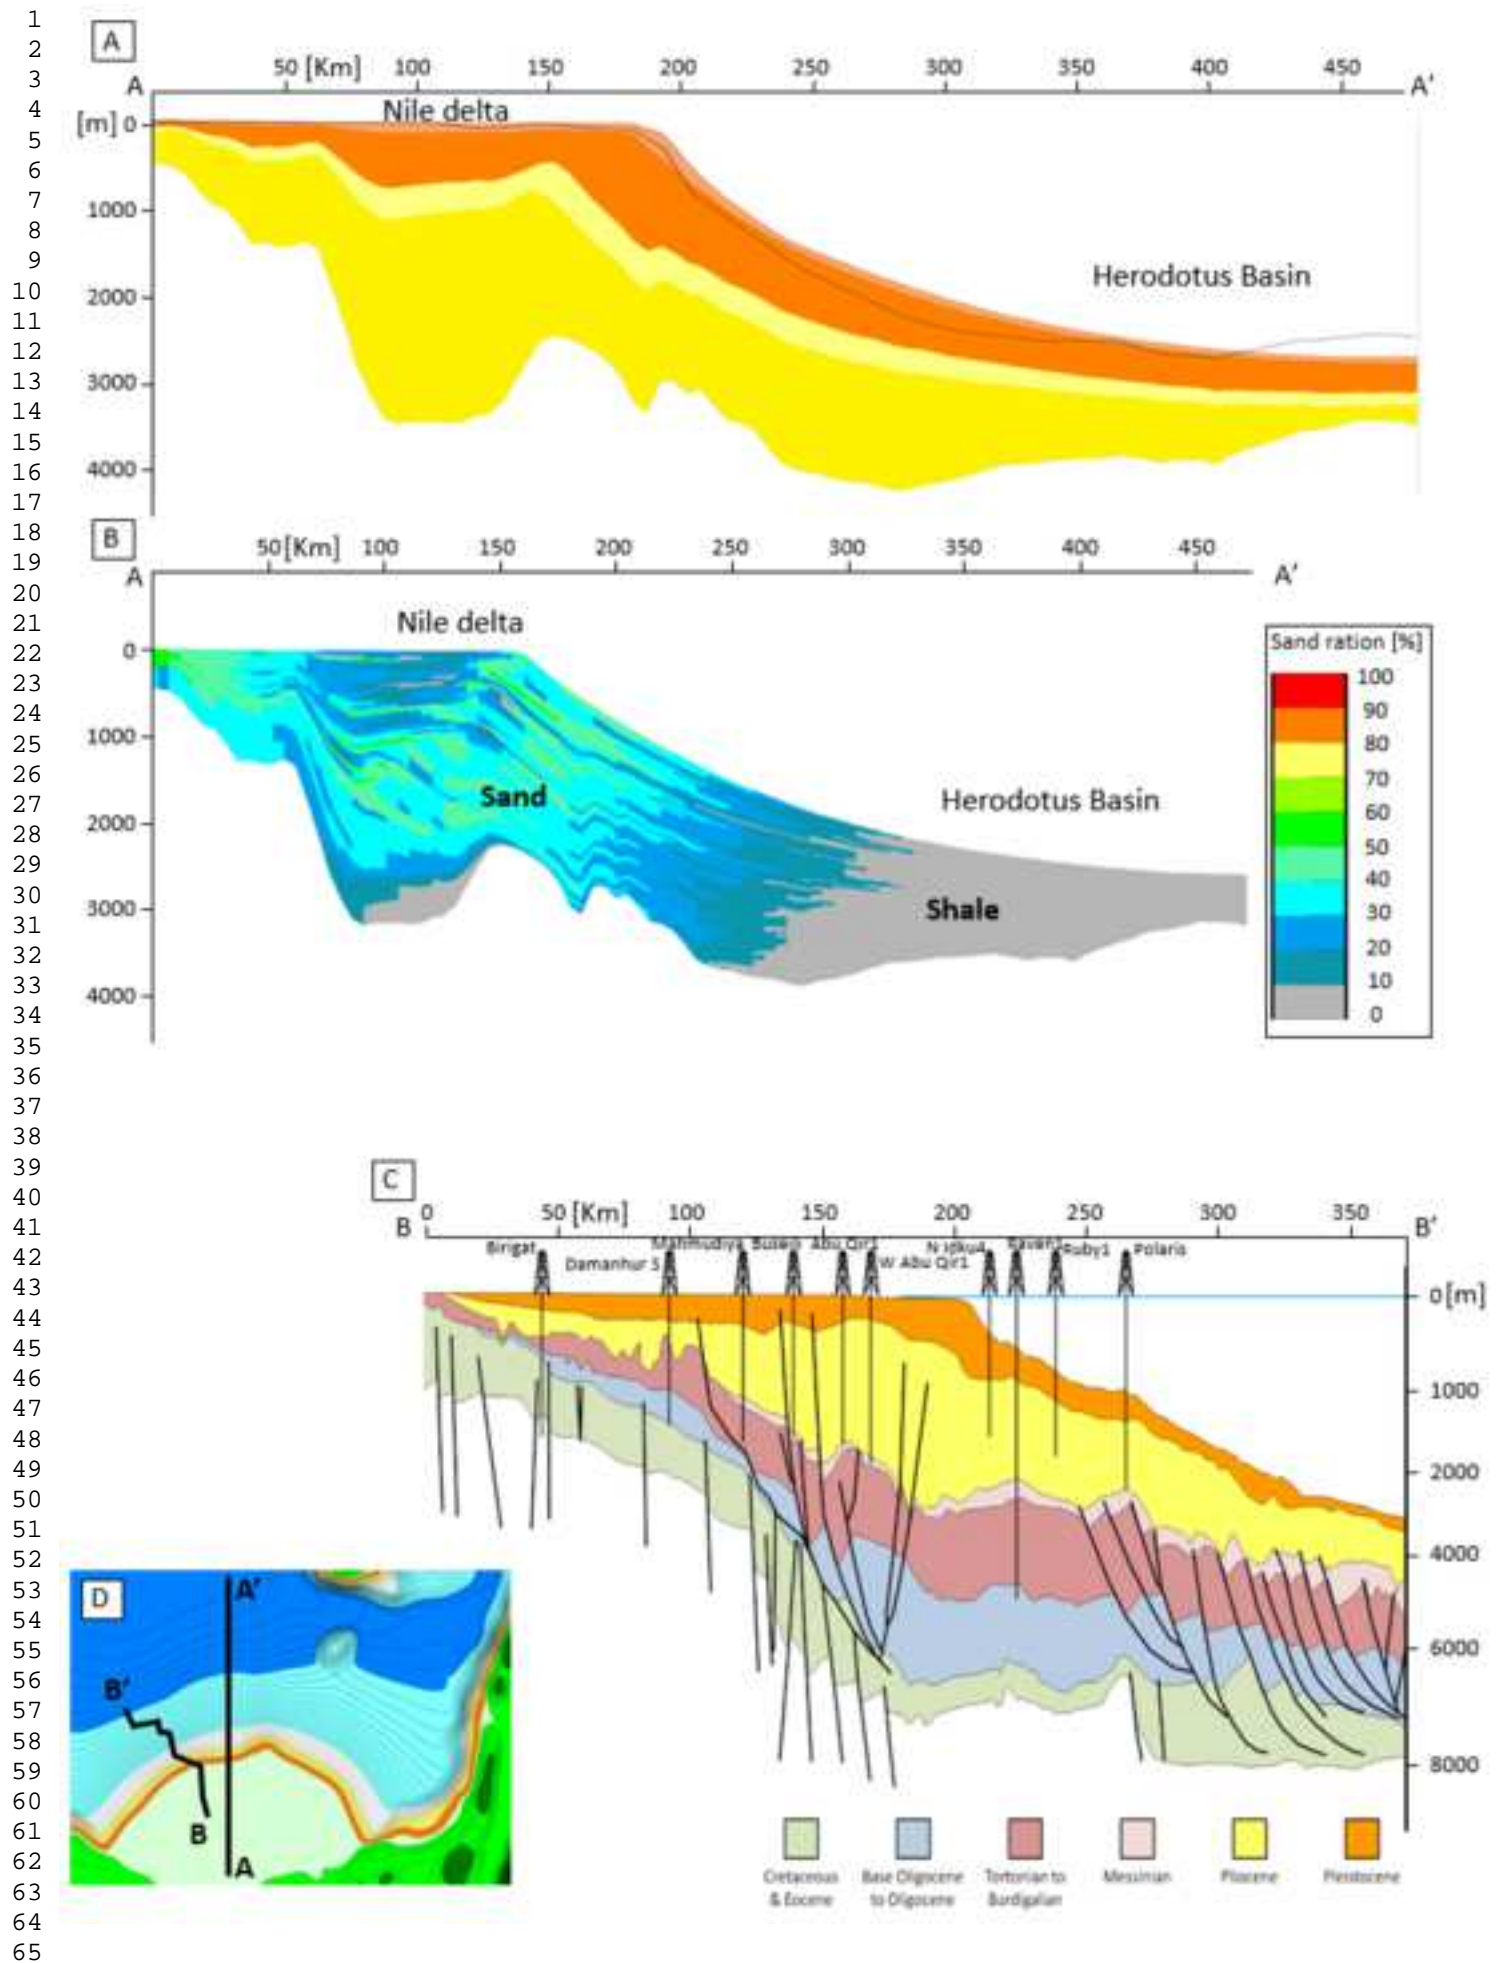 1
2
3
4
5
6
7
8
9
10
11
12
13
14
15
16
17
18
19
20
21
22
23
24
25
26
27
28
29
30
31
32
33
34
35
36
37
38
39
40
41
42
43
44
45
46
47
48
49
50
51
52
53
54
55
56
57
58
59
60
61
62
63
64
65
A
50 [Km] 100 150 200 250 300 350 400 450
A A'
Nile delta
[m] 0
1000
2000
3000
4000
Herodotus Basin
B
50 [Km] 100 150 200 250 300 350 400 450
A A'
Nile delta
0
1000
2000
3000
4000
Sand
Herodotus Basin
Shale
Sand ration [%]
100
90
80
70
60
50
40
30
20
10
0
C
0 50 [Km] 100 150 200 250 300 350
B B'
Birigat Mahmudiya Buseili Abu Qir1 N Idku4 Raven1 Ruby1 Polaris
Damanhur S W Abu Qir1
0 [m]
1000
2000
4000
6000
8000
Cretaceous & Eocene
Base Oligocene to Oligocene
Tortonian to Burdigalian
Messinian
Pliocene
Pleistocene
D
A'
B'
B
A